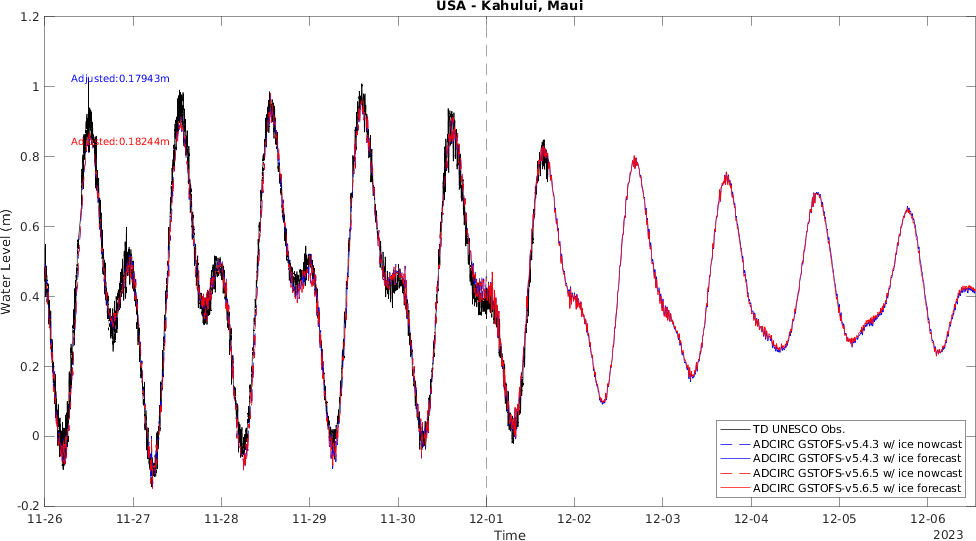 USA - Kahului, Maui
1.2
1
0.8
0.6
0.4
0.2
0
-0.2
Water Level (m)
Adjusted:0.17943m
Adjusted:0.18244m
TD UNESCO Obs.
ADCIRC GSTOFS-v5.4.3 w/ ice nowcast
ADCIRC GSTOFS-v5.4.3 w/ ice forecast
ADCIRC GSTOFS-v5.6.5 w/ ice nowcast
ADCIRC GSTOFS-v5.6.5 w/ ice forecast
11-26 11-27 11-28 11-29 11-30 12-01 12-02 12-03 12-04 12-05 12-06
Time
2023